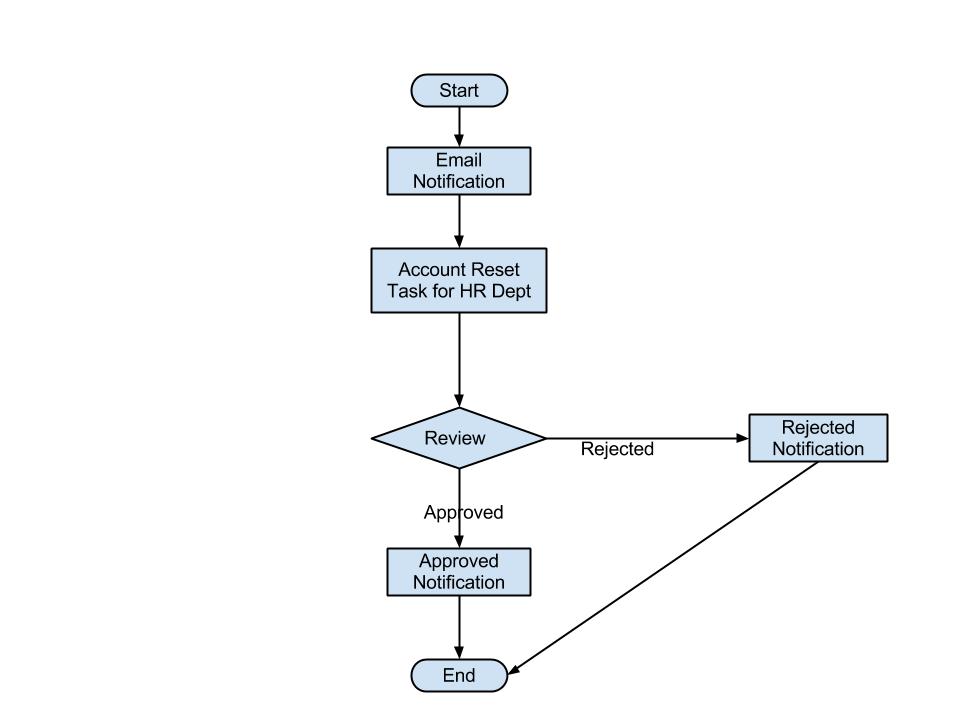 Start
Email
Notification
Account Reset
Task for HR Dept
Review
Rejected
Rejected
Notification
Approved
Approved
Notification
End